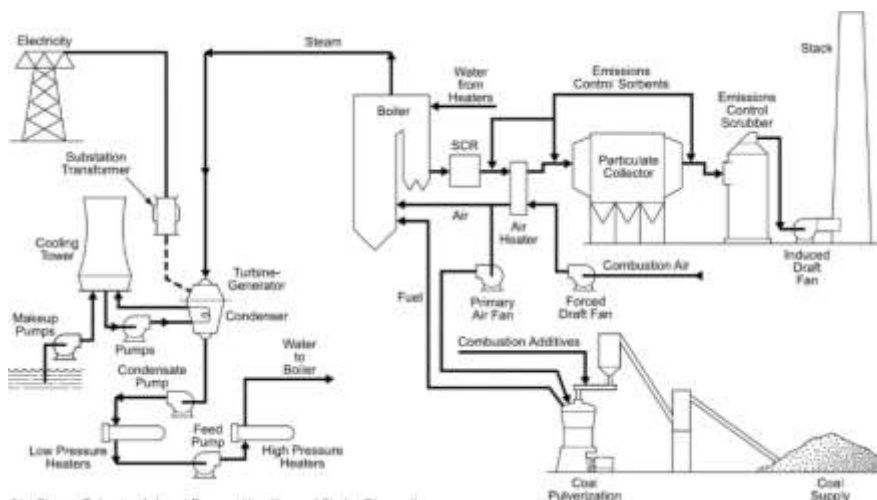 Electricity
Steam
Stack
Water
from
Heaters
Emissions
Control Sorbents
Emissions
Control
Scrubber
Boiler
SCR
Substation
Transformer
Particulate
Collector
Air
Air
Heater
Cooling
Tower
Turbine-
Generator
Condenser
Combustion Air
Induced
Draft
Fan
Fuel
Primary
Air Fan
Forced
Draft Fan
Makeup
Pumps
Pumps
Water
to
Boiler
Combustion Additives
Condensate
Pump
Feed
Pump
Low Pressure
Heaters
High Pressure
Heaters
Coal
Pulverization
Coal
Supply